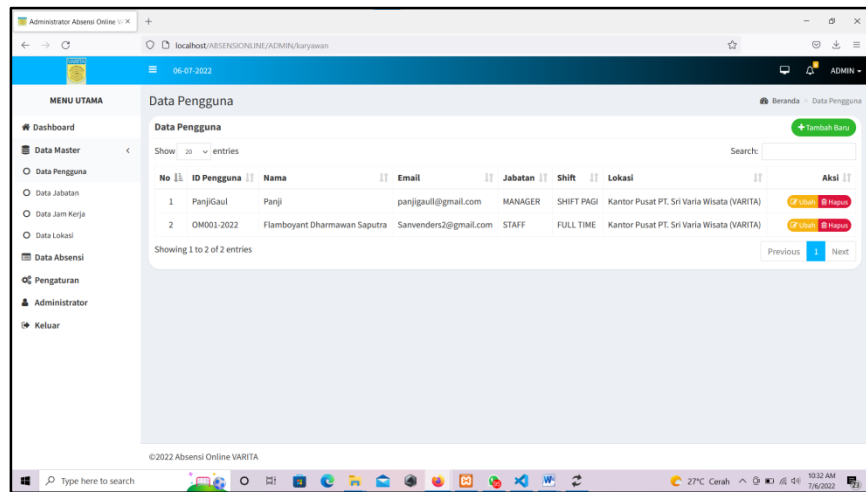 Administrator Absensi Online
localhost/ABSENSIONLINE/ADMIN/karyawan
VARITA
06-07-2022
ADMIN
MENU UTAMA
Data Pengguna
Beranda > Data Pengguna
Dashboard
Data Master
Data Pengguna
Data Jabatan
Data Jam Kerja
Data Lokasi
Data Absensi
Pengaturan
Administrator
Keluar
Data Pengguna
+Tambah Baru
Show 20 entries
Search:
No ID Pengguna Nama Email Jabatan Shift Lokasi Aksi
1 PanjiGaul Panji panjigaull@gmail.com MANAGER SHIFT PAGI Kantor Pusat PT. Sri Varia Wisata (VARITA) Ubah Hapus
2 OM001-2022 Flamboyant Dharmawan Saputra Sanvenders2@gmail.com STAFF FULL TIME Kantor Pusat PT. Sri Varia Wisata (VARITA) Ubah Hapus
Showing 1 to 2 of 2 entries
Previous 1 Next
©2022 Absensi Online VARITA
Type here to search
27°C Cerah
10:32 AM
7/6/2022